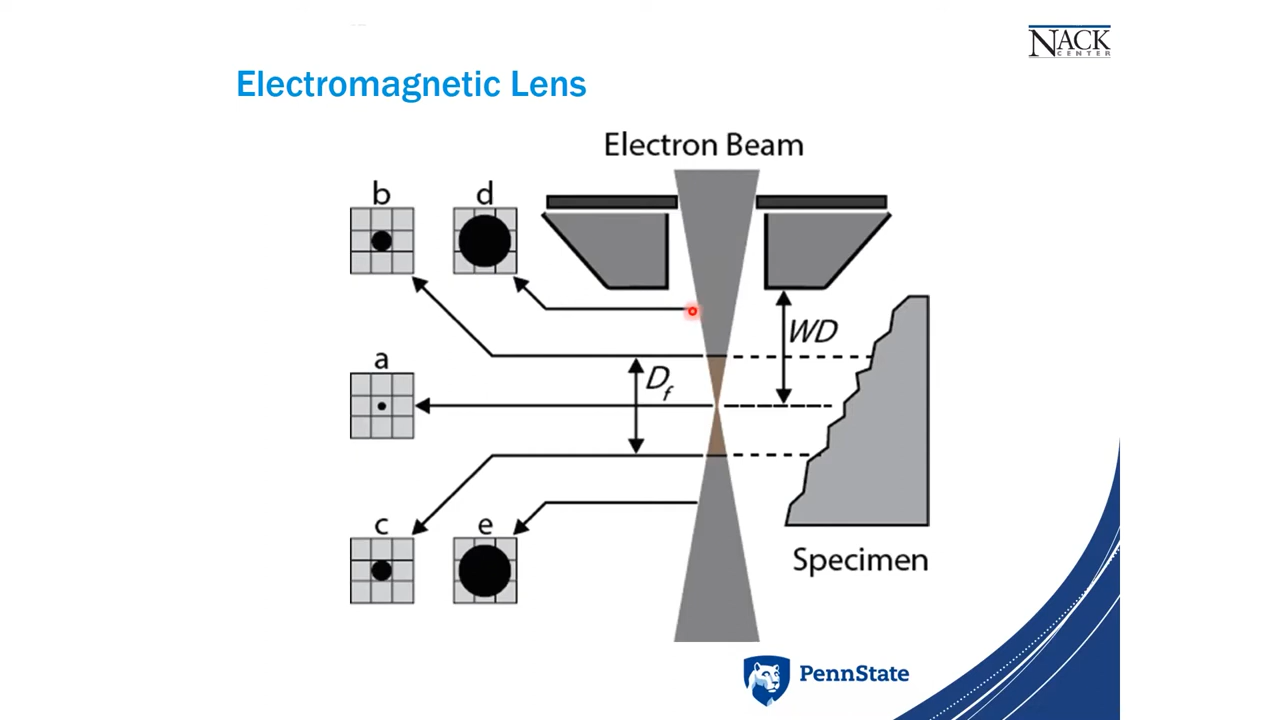 NACK
CENTER
Electromagnetic Lens
Electron Beam
b
d
WD
a
Df
c
e
Specimen
PennState